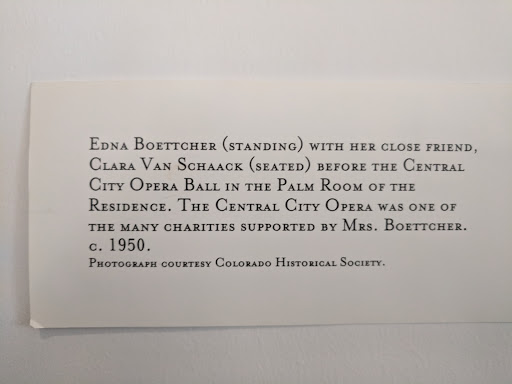 Edna Boettcher (standing) with her close friend,
Clara Van Schaack (seated) before the Central
City Opera Ball in the Palm Room of the
Residence. The Central City Opera was one of
the many charities supported by Mrs. Boettcher.
c. 1950.
Photograph courtesy Colorado Historical Society.